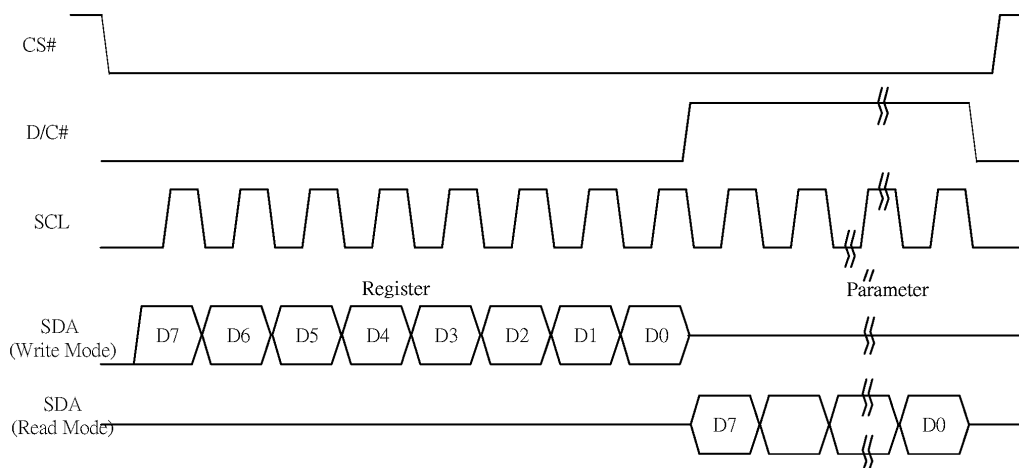 CS#
D/C#
SCL
Register
Parameter
SDA
(Write Mode)
D7 D6 D5 D4 D3 D2 D1 D0
SDA
(Read Mode)
D7 D0